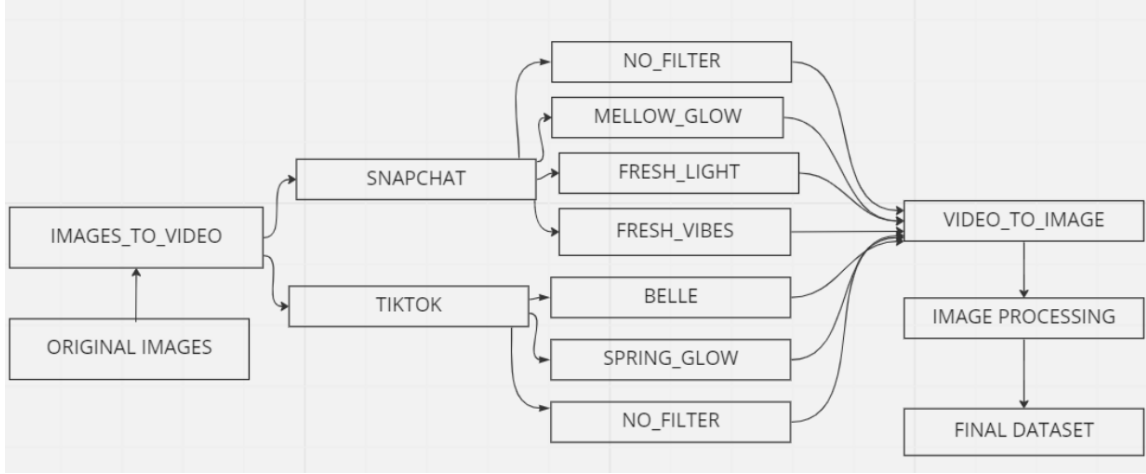 ORIGINAL IMAGES
IMAGES_TO_VIDEO
SNAPCHAT
TIKTOK
NO_FILTER
MELLOW_GLOW
FRESH_LIGHT
FRESH_VIBES
BELLE
SPRING_GLOW
NO_FILTER
VIDEO_TO_IMAGE
IMAGE PROCESSING
FINAL DATASET